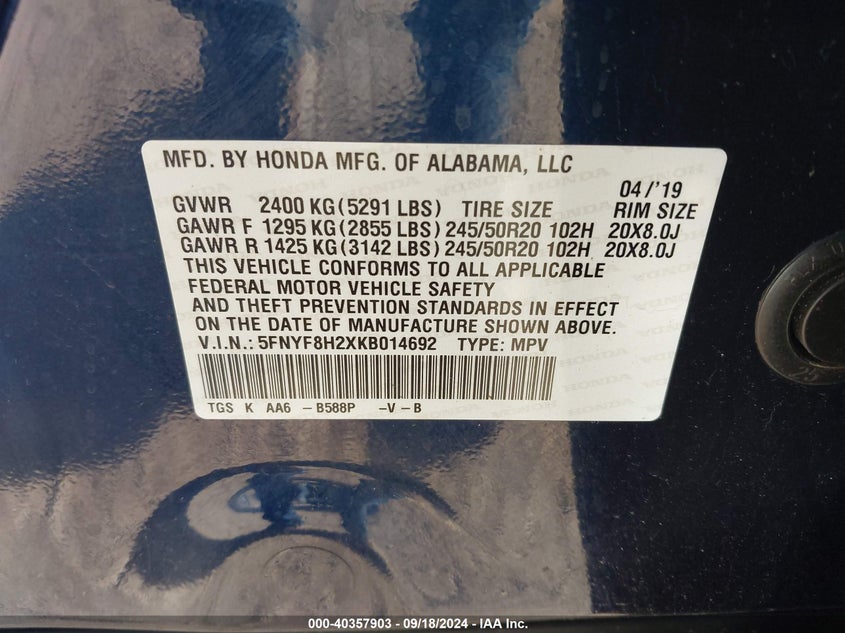 MFD. BY HONDA MFG. OF ALABAMA, LLC
04/'19
GVWR 2400 KG(5291 LBS) TIRE SIZE RIM SIZE
GAWR F 1295 KG(2855 LBS) 245/50R20 102H 20X8.0J
GAWR R 1425 KG(3142 LBS) 245/50R20 102H 20X8.0J
THIS VEHICLE CONFORMS TO ALL APPLICABLE
FEDERAL MOTOR VEHICLE SAFETY
AND THEFT PREVENTION STANDARDS IN EFFECT
ON THE DATE OF MANUFACTURE SHOWN ABOVE.
V.I.N.: 5FNYF8H2XKB014692 TYPE: MPV
TGS K AA6 -B588P -V-B
000-40357903 - 09/18/2024 - IAA Inc.